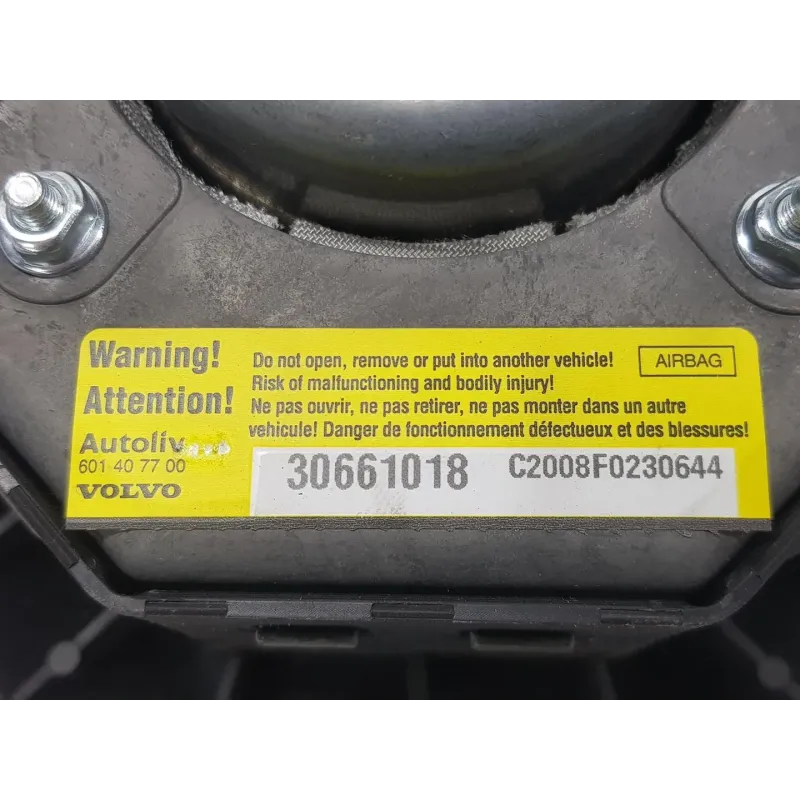 Warning!
Attention!
Do not open, remove or put into another vehicle!
Risk of malfunctioning and bodily injury!
Ne pas ouvrir, ne pas retirer, ne pas monter dans un autre
vehicule! Danger de fonctionnement défectueux et des blessures!
AIRBAG
Autoliv
601 40 77 00
VOLVO
30661018
C2008F0230644